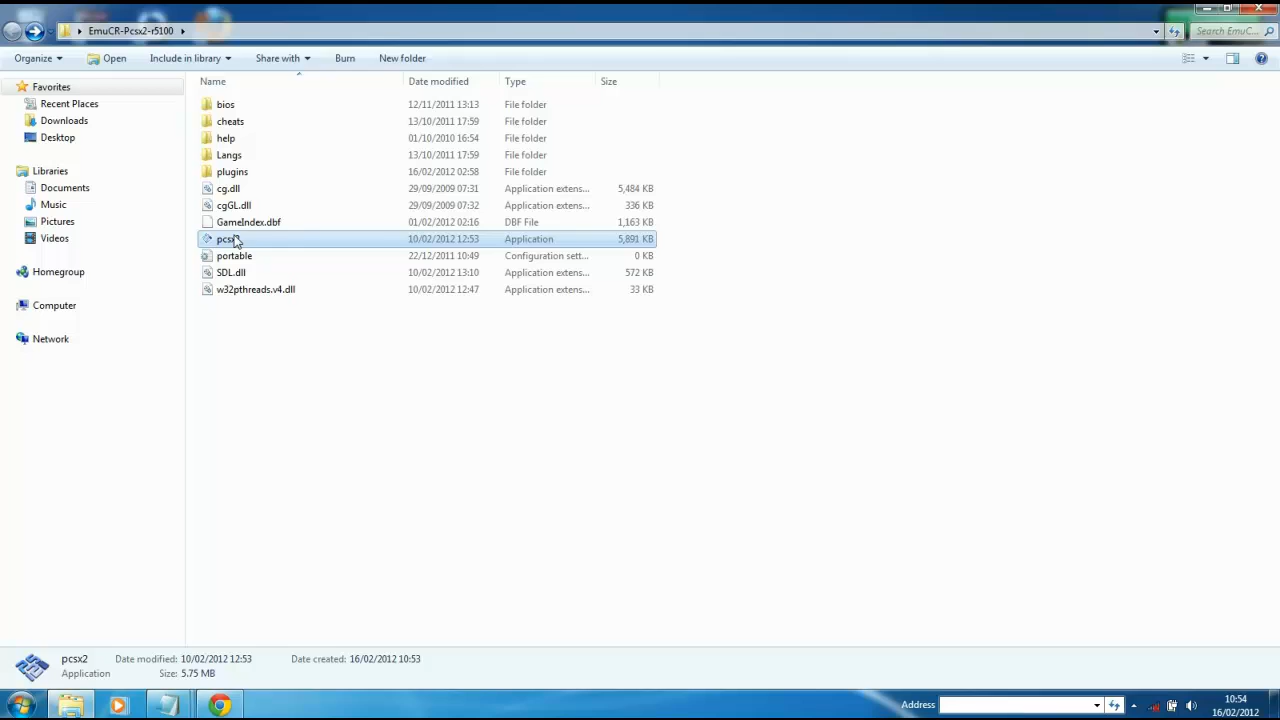 EmuCR-Pcsx2-r5100
Search EmuC...
Organize Open Include in library Share with Burn New folder
Name Date modified Type Size
Favorites
Recent Places
Downloads
Desktop
Libraries
Documents
Music
Pictures
Videos
Homegroup
Computer
Network
bios 12/11/2011 13:13 File folder
cheats 13/10/2011 17:59 File folder
help 01/10/2010 16:54 File folder
Langs 13/10/2011 17:59 File folder
plugins 16/02/2012 02:58 File folder
cg.dll 29/09/2009 07:31 Application extens... 5,484 KB
cgGL.dll 29/09/2009 07:32 Application extens... 336 KB
GameIndex.dbf 01/02/2012 02:16 DBF File 1,163 KB
pcsx2 10/02/2012 12:53 Application 5,891 KB
portable 22/12/2011 10:49 Configuration sett... 0 KB
SDL.dll 10/02/2012 13:10 Application extens... 572 KB
w32pthreads.v4.dll 10/02/2012 12:47 Application extens... 33 KB
pcsx2 Date modified: 10/02/2012 12:53 Date created: 16/02/2012 10:53
Application Size: 5.75 MB
Address
10:54
16/02/2012